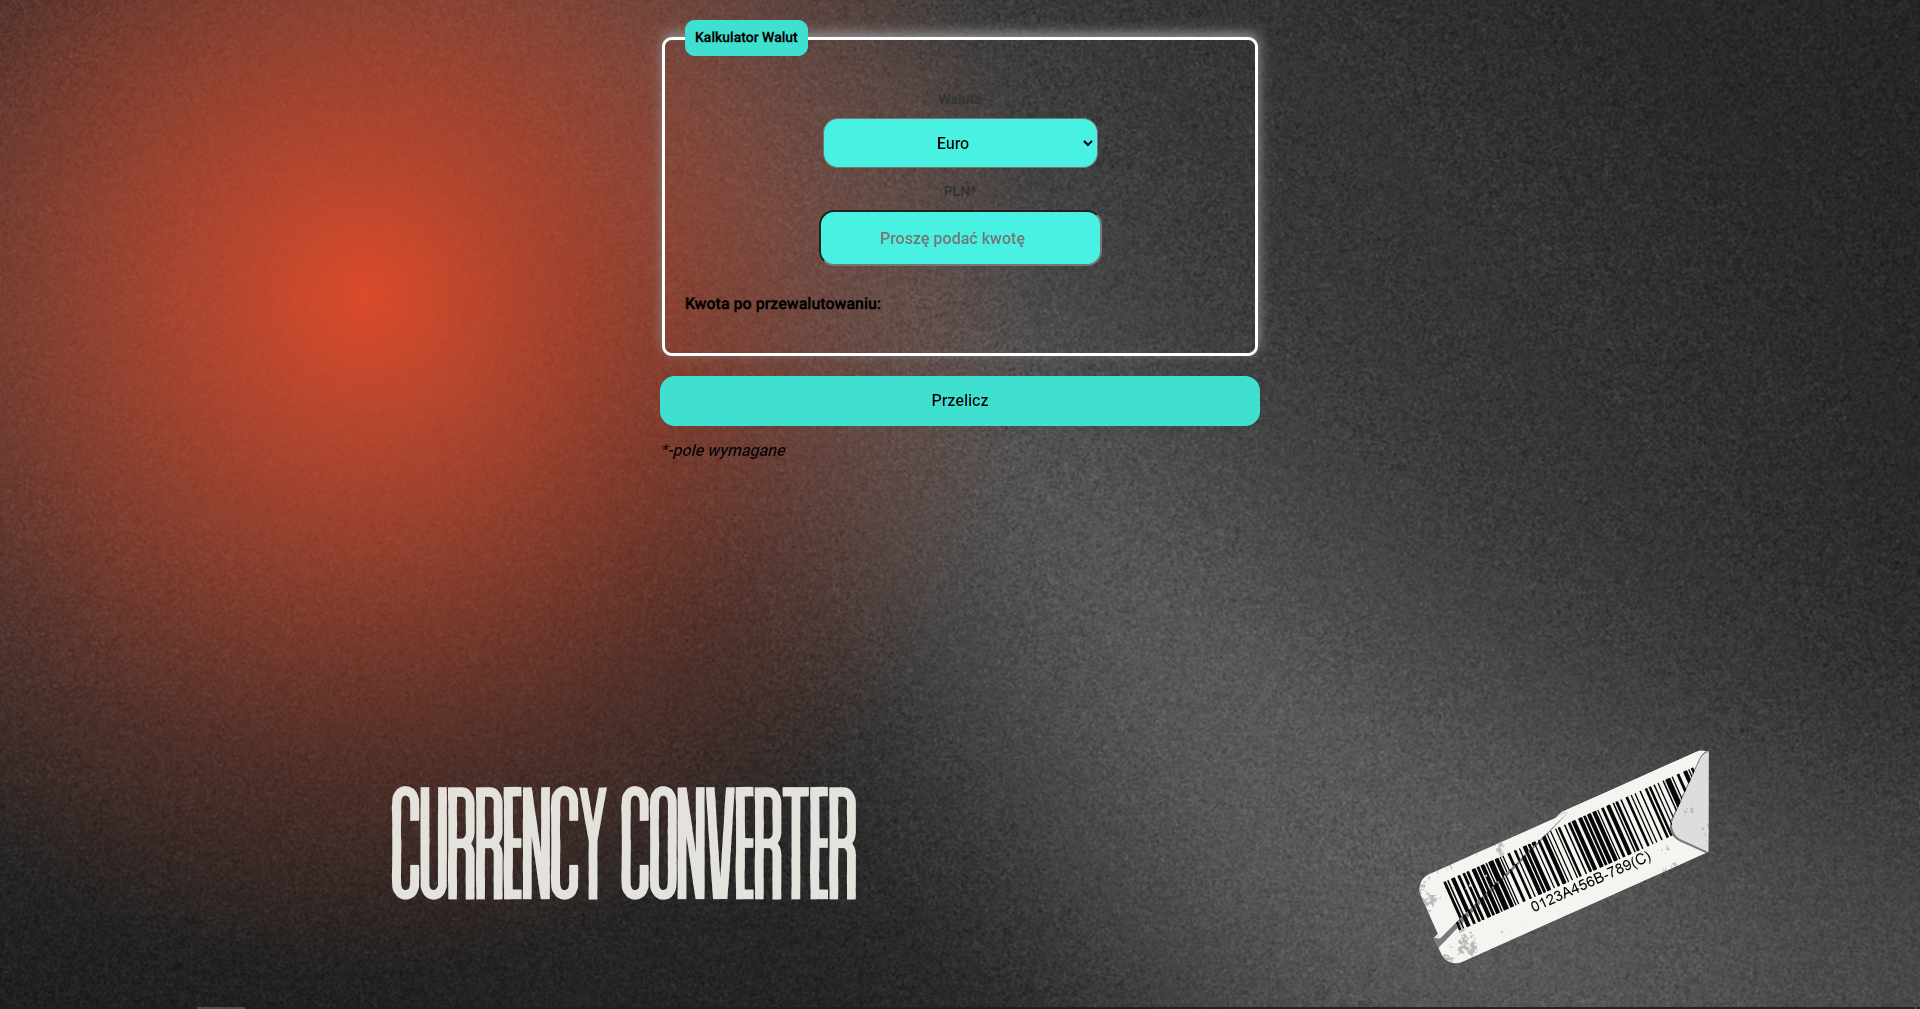 Kalkulator Walut
Waluta
Euro
PLN*
Proszę podać kwotę
Kwota po przewalutowaniu:
Przelicz
*-pole wymagane
CURRENCY CONVERTER
0123A456B-789(C)